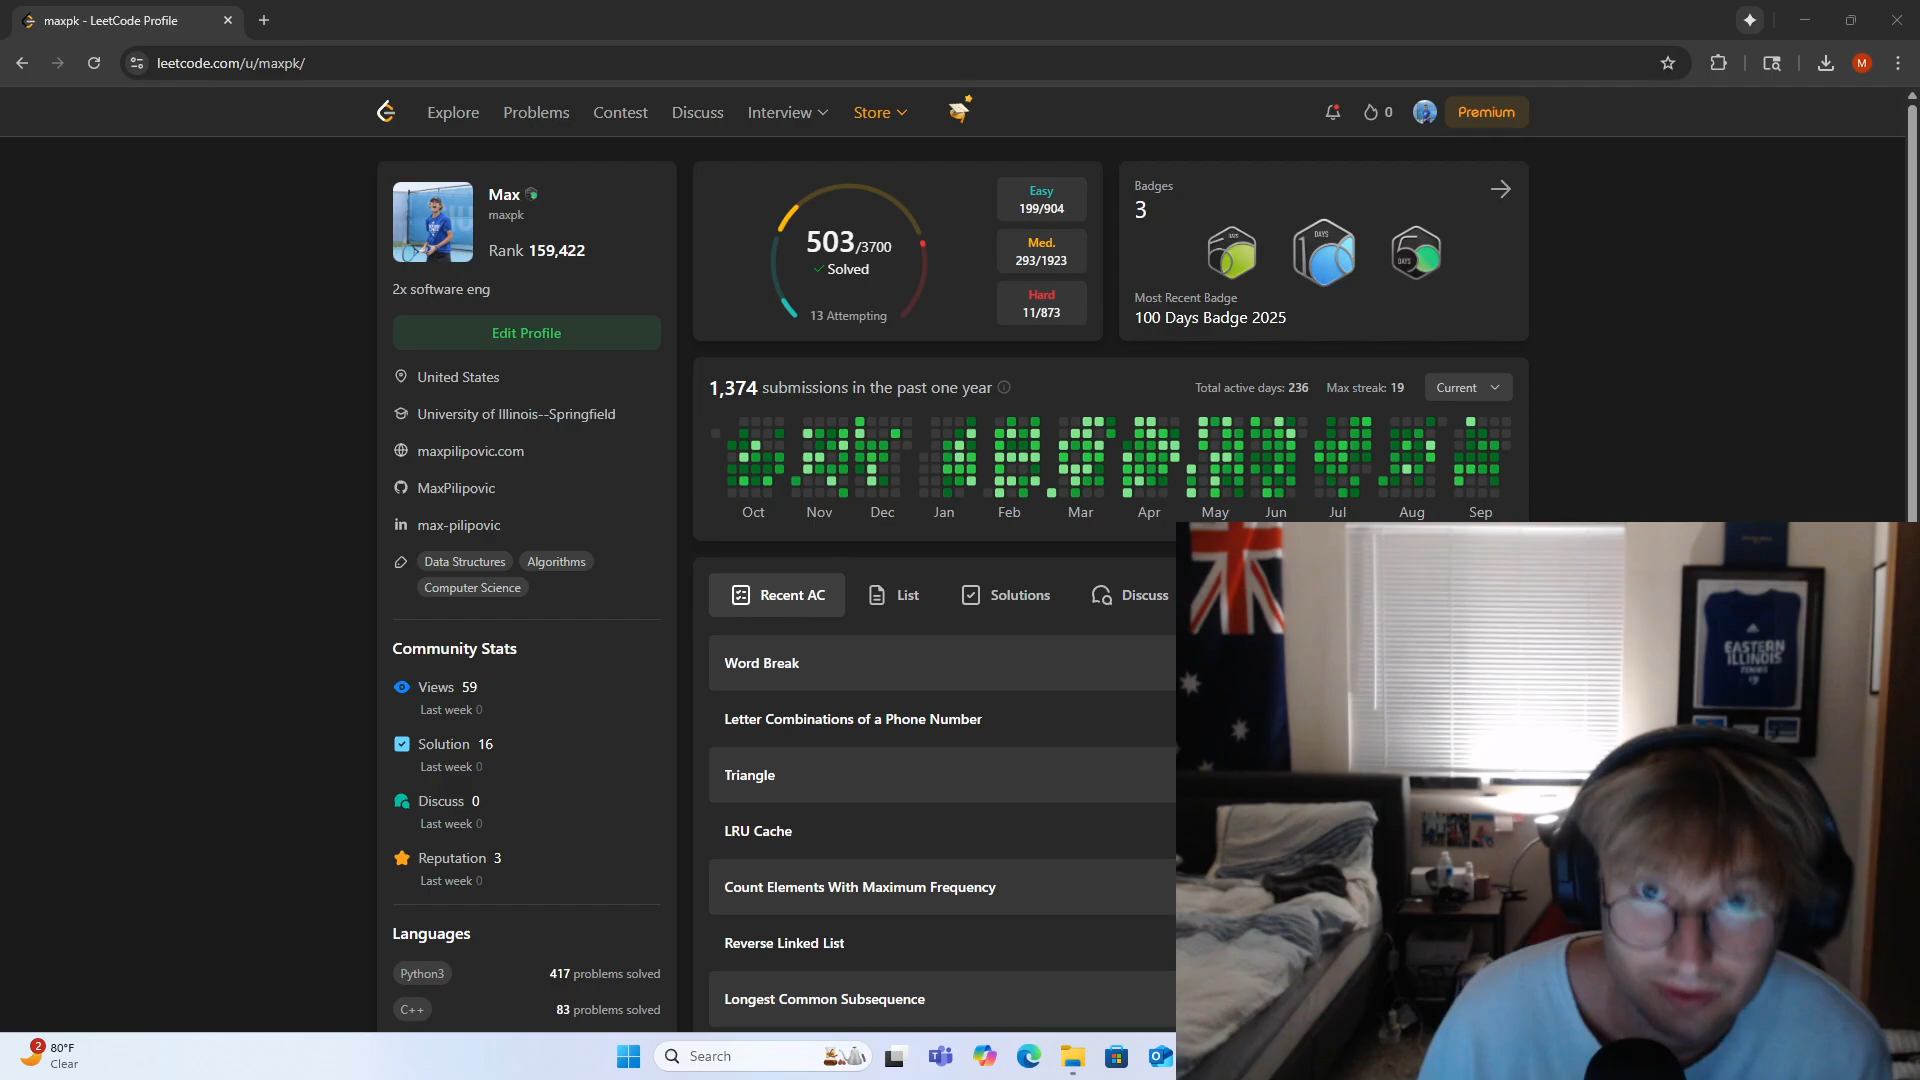 maxpk - LeetCode Profile
leetcode.com/u/maxpk/
M
Explore Problems Contest Discuss Interview Store
0
Premium
Max
maxpk
Rank 159,422
2x software eng
Edit Profile
United States
University of Illinois--Springfield
maxpilipovic.com
MaxPilipovic
max-pilipovic
Data Structures Algorithms
Computer Science
Community Stats
Views 59
Last week 0
Solution 16
Last week 0
Discuss 0
Last week 0
Reputation 3
Last week 0
Languages
Python3 417 problems solved
C++ 83 problems solved
503/3700
Solved
13 Attempting
Easy
199/904
Med.
293/1923
Hard
11/873
Badges
3
DAYS
DAYS
DAYS
Most Recent Badge
100 Days Badge 2025
1,374 submissions in the past one year
Total active days: 236 Max streak: 19 Current
Oct Nov Dec Jan Feb Mar Apr May Jun Jul Aug Sep
Recent AC List Solutions Discuss
Word Break
Letter Combinations of a Phone Number
Triangle
LRU Cache
Count Elements With Maximum Frequency
Reverse Linked List
Longest Common Subsequence
EASTERN
ILLINOIS
TENNIS
2
80°F
Clear
Search